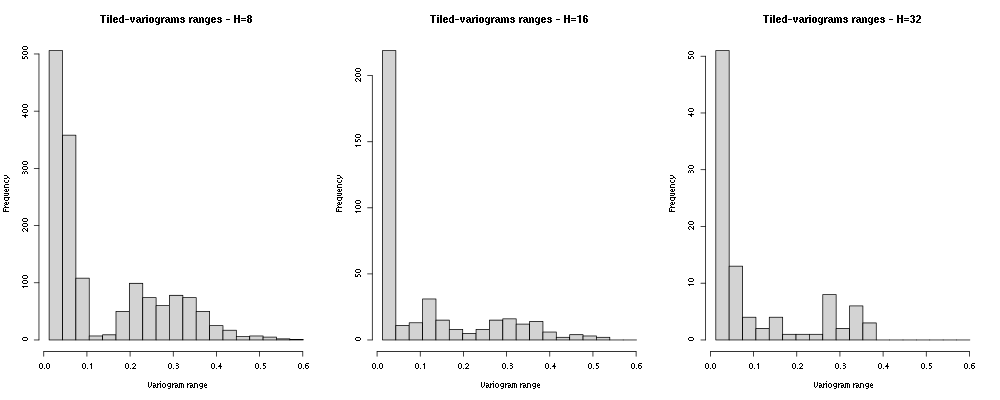 Tiled-variograms ranges - H=8
Frequency
0
100
200
300
400
500
0.0 0.1 0.2 0.3 0.4 0.5 0.6
Variogram range
Tiled-variograms ranges - H=16
Frequency
0
50
100
150
200
0.0 0.1 0.2 0.3 0.4 0.5 0.6
Variogram range
Tiled-variograms ranges - H=32
Frequency
0
10
20
30
40
50
0.0 0.1 0.2 0.3 0.4 0.5 0.6
Variogram range